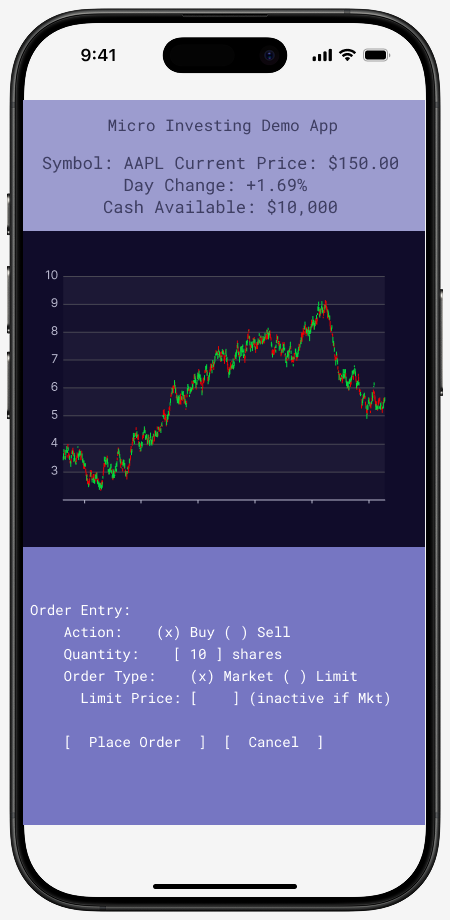 9:41
Micro Investing Demo App
Symbol: AAPL Current Price: $150.00
Day Change: +1.69%
Cash Available: $10,000
10
9
8
7
6
5
4
3
Order Entry:
Action: (x) Buy ( ) Sell
Quantity: [ 10 ] shares
Order Type: (x) Market ( ) Limit
Limit Price: [ ] (inactive if Mkt)
[ Place Order ] [ Cancel ]